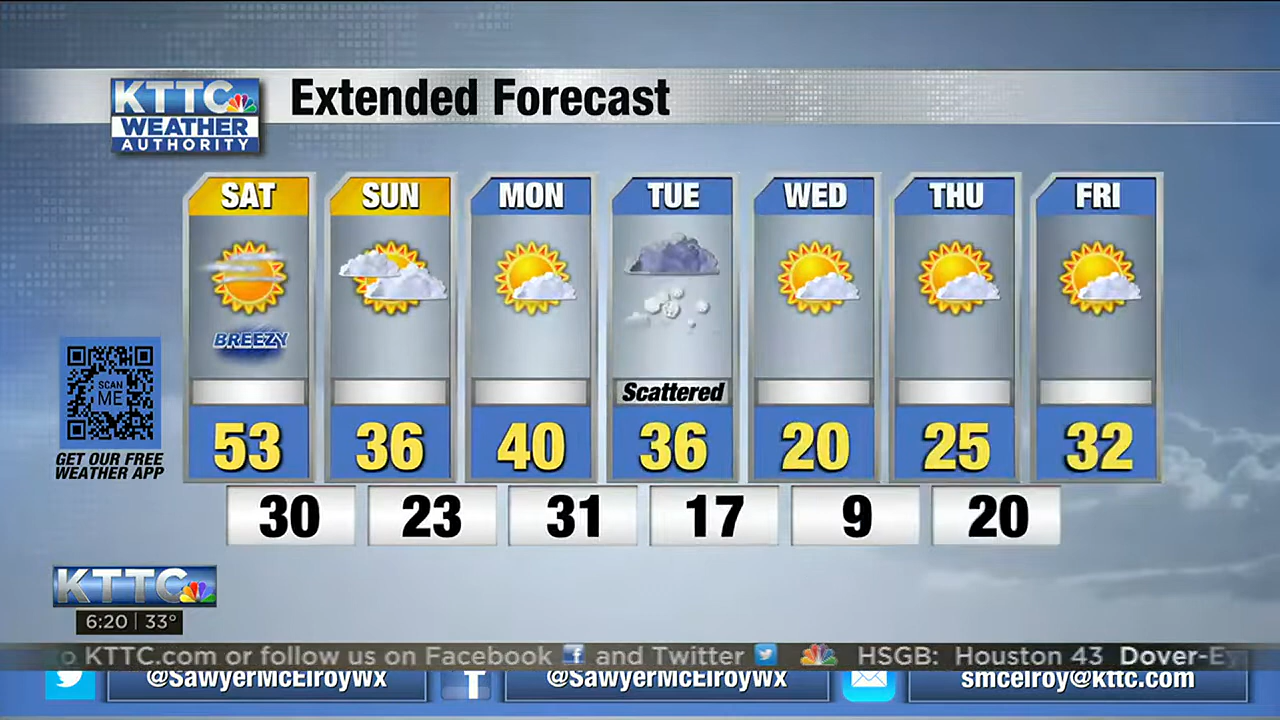 KTTC
WEATHER
AUTHORITY
Extended Forecast
SAT SUN MON TUE WED THU FRI
BREEZY
SCAN
ME
GET OUR FREE
WEATHER APP
Scattered
53 36 40 36 20 25 32
30 23 31 17 9 20
KTTC
6:20 33°
o KTTC.com or follow us on Facebook f and Twitter HSGB: Houston 43 Dover-Ey
@SawyerMcElroyWx f @SawyerMcElroyWx smcelroy@kttc.com